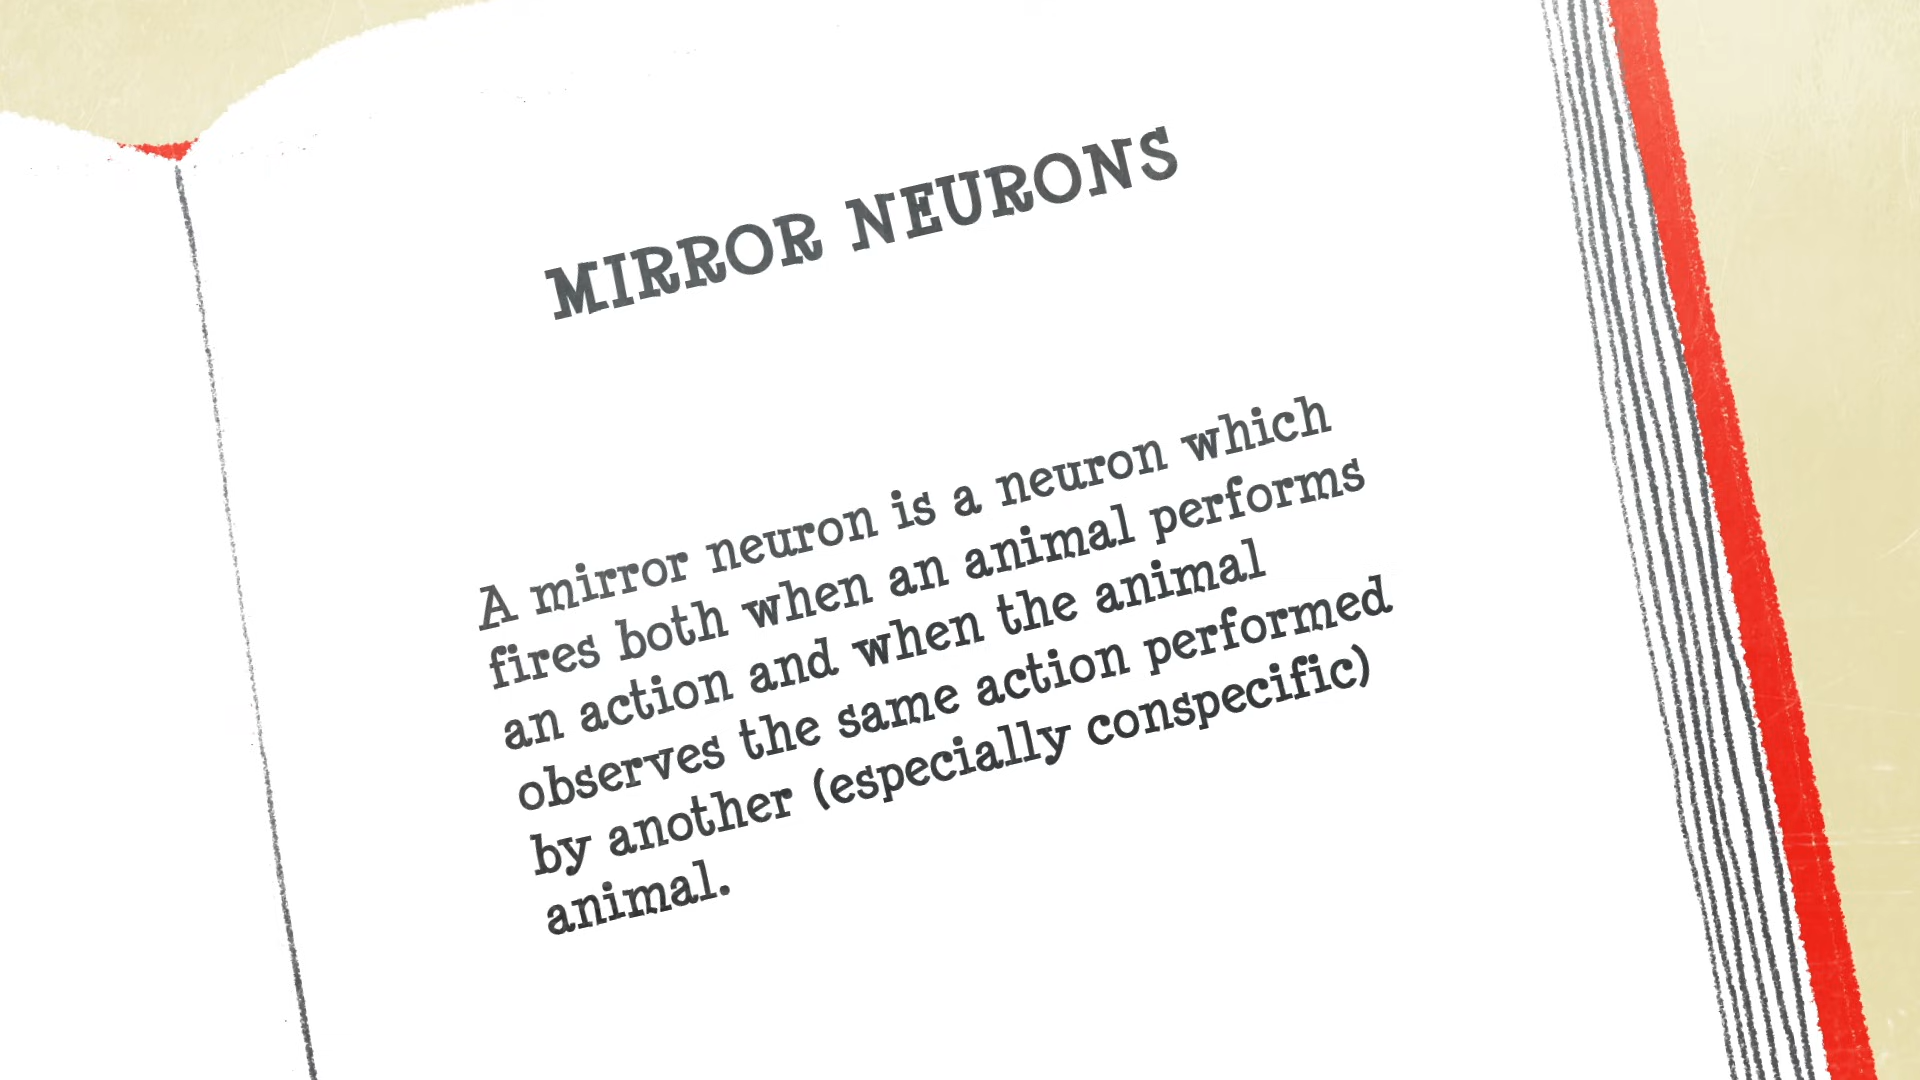 MIRROR NEURONS
A mirror neuron is a neuron which
fires both when an animal performs
an action and when the animal
observes the same action performed
by another (especially conspecific)
animal.